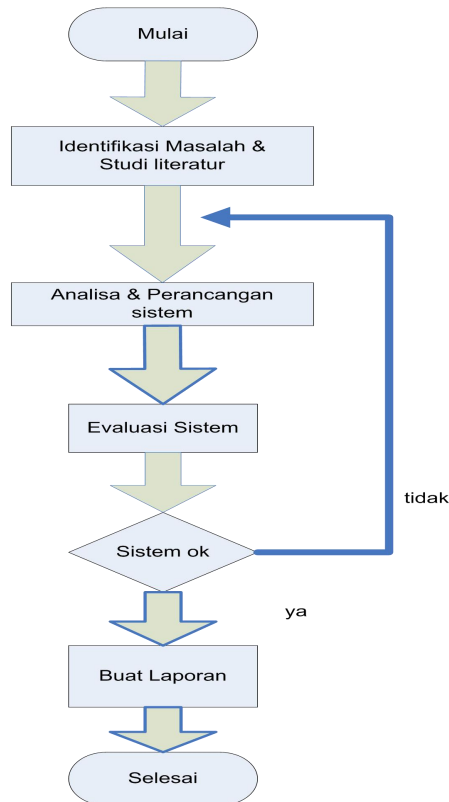 Mulai
Identifikasi Masalah &
Studi literatur
Analisa & Perancangan
sistem
Evaluasi Sistem
tidak
Sistem ok
ya
Buat Laporan
Selesai